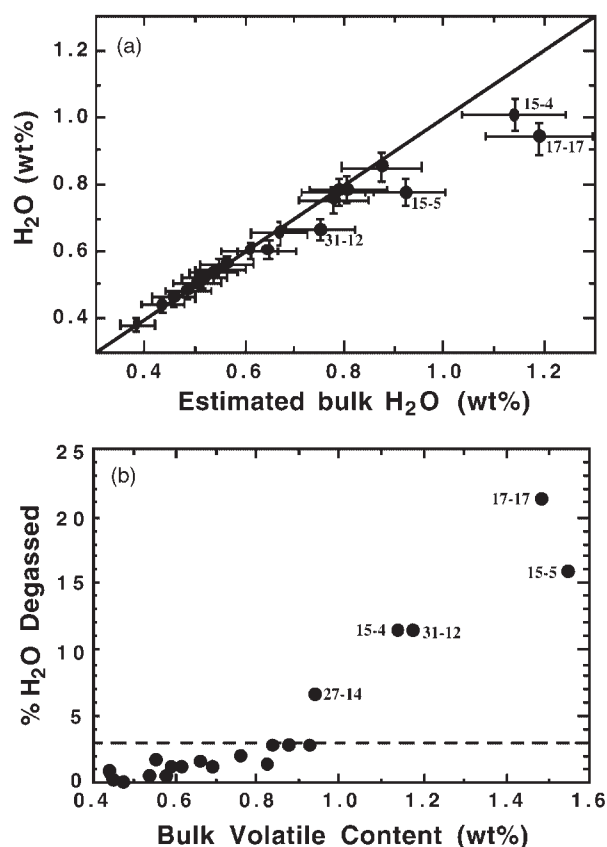 (a)
1.2
1.0
0.8
0.6
0.4
H₂O (wt%)
15-4
17-17
15-5
31-12
0.4 0.6 0.8 1.0 1.2
Estimated bulk H₂O (wt%)
(b)
25
20
15
10
5
0
% H₂O Degassed
17-17
15-5
15-4
31-12
27-14
0.4 0.6 0.8 1.0 1.2 1.4 1.6
Bulk Volatile Content (wt%)